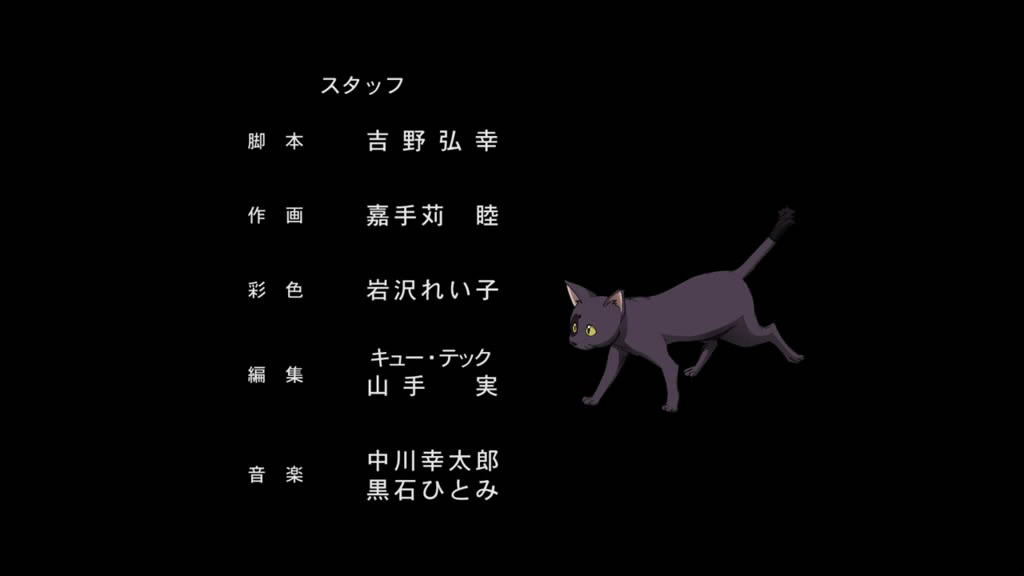 スタッフ
脚本 吉野弘幸
作画 嘉手苅 睦
彩色 岩沢れい子
編集 キュー・テック
山手 実
音楽 中川幸太郎
黒石ひとみ